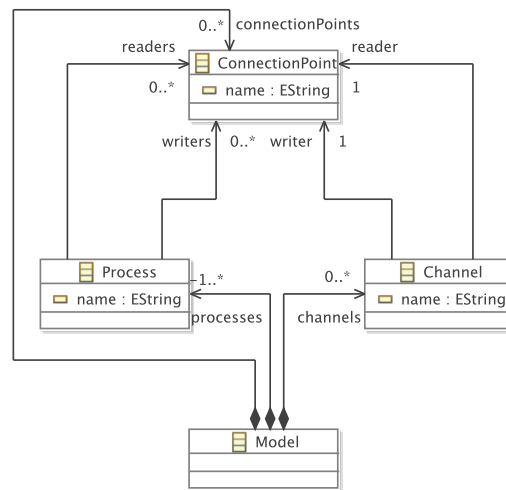 0..* connectionPoints
readers
reader
ConnectionPoint
0..*
name : EString
1
writers 0..* writer 1
Process
1..*
0..*
Channel
name : EString
name : EString
processes
channels
Model